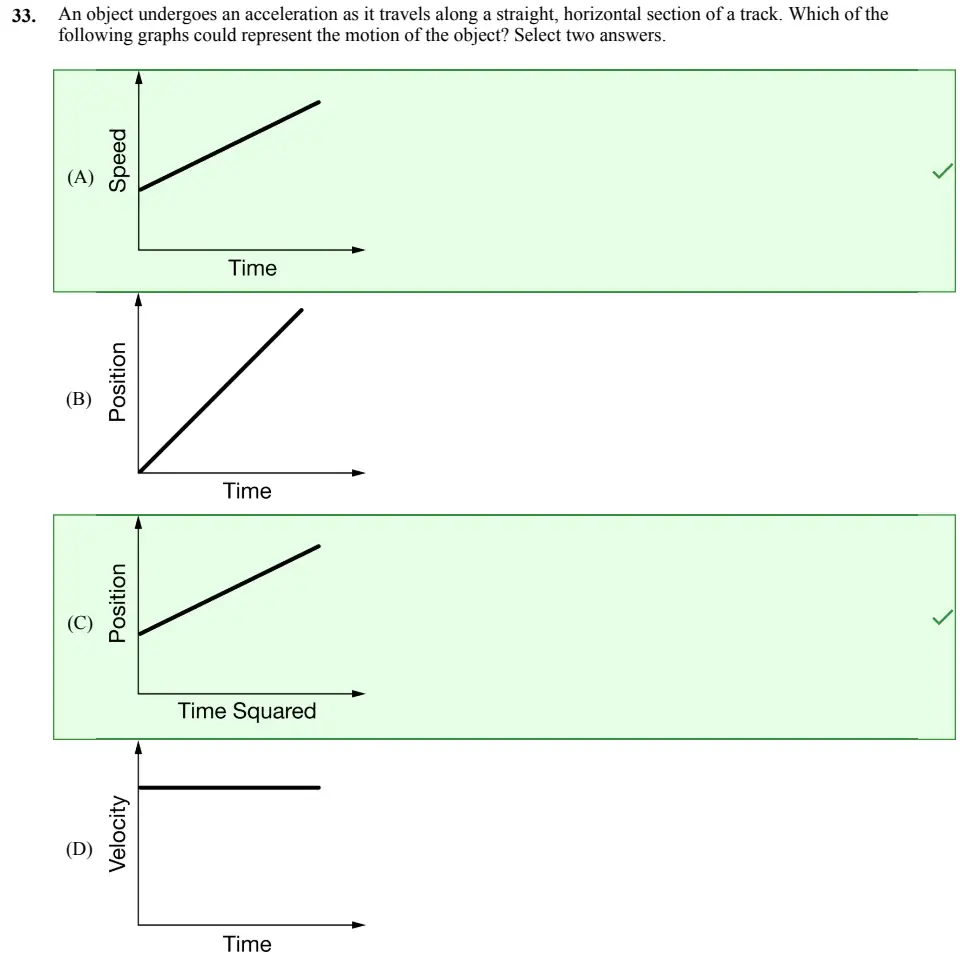 33. An object undergoes an acceleration as it travels along a straight, horizontal section of a track. Which of the
following graphs could represent the motion of the object? Select two answers.
(A)
Speed
Time
(B)
Position
Time
(C)
Position
Time Squared
(D)
Velocity
Time